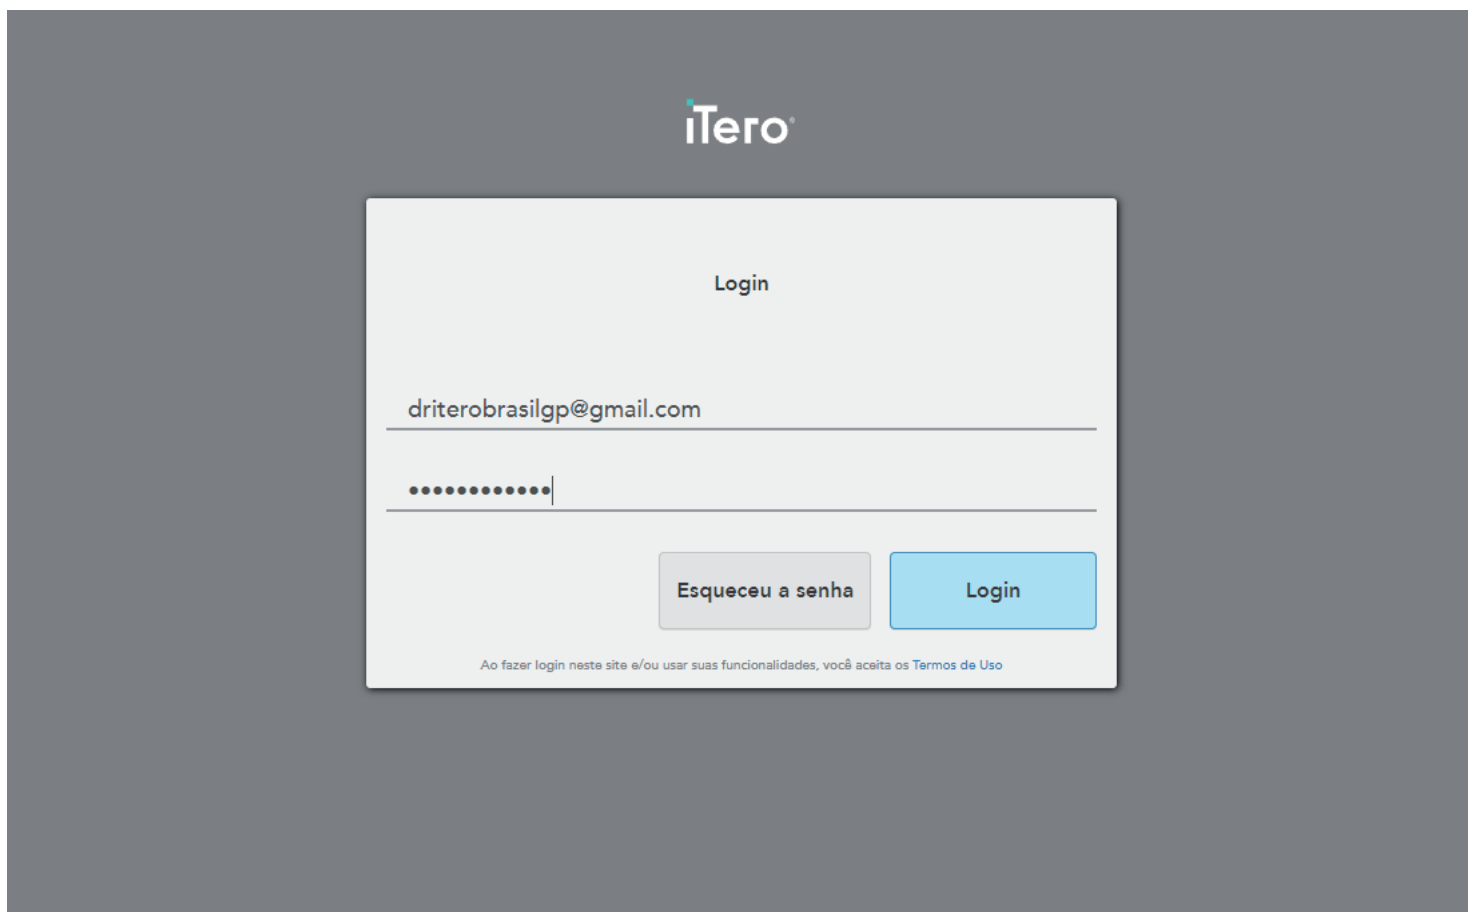 iTero®
Login
driterobrasilgp@gmail.com
••••••••••••
Esqueceu a senha
Login
Ao fazer login neste site e/ou usar suas funcionalidades, você aceita os Termos de Uso